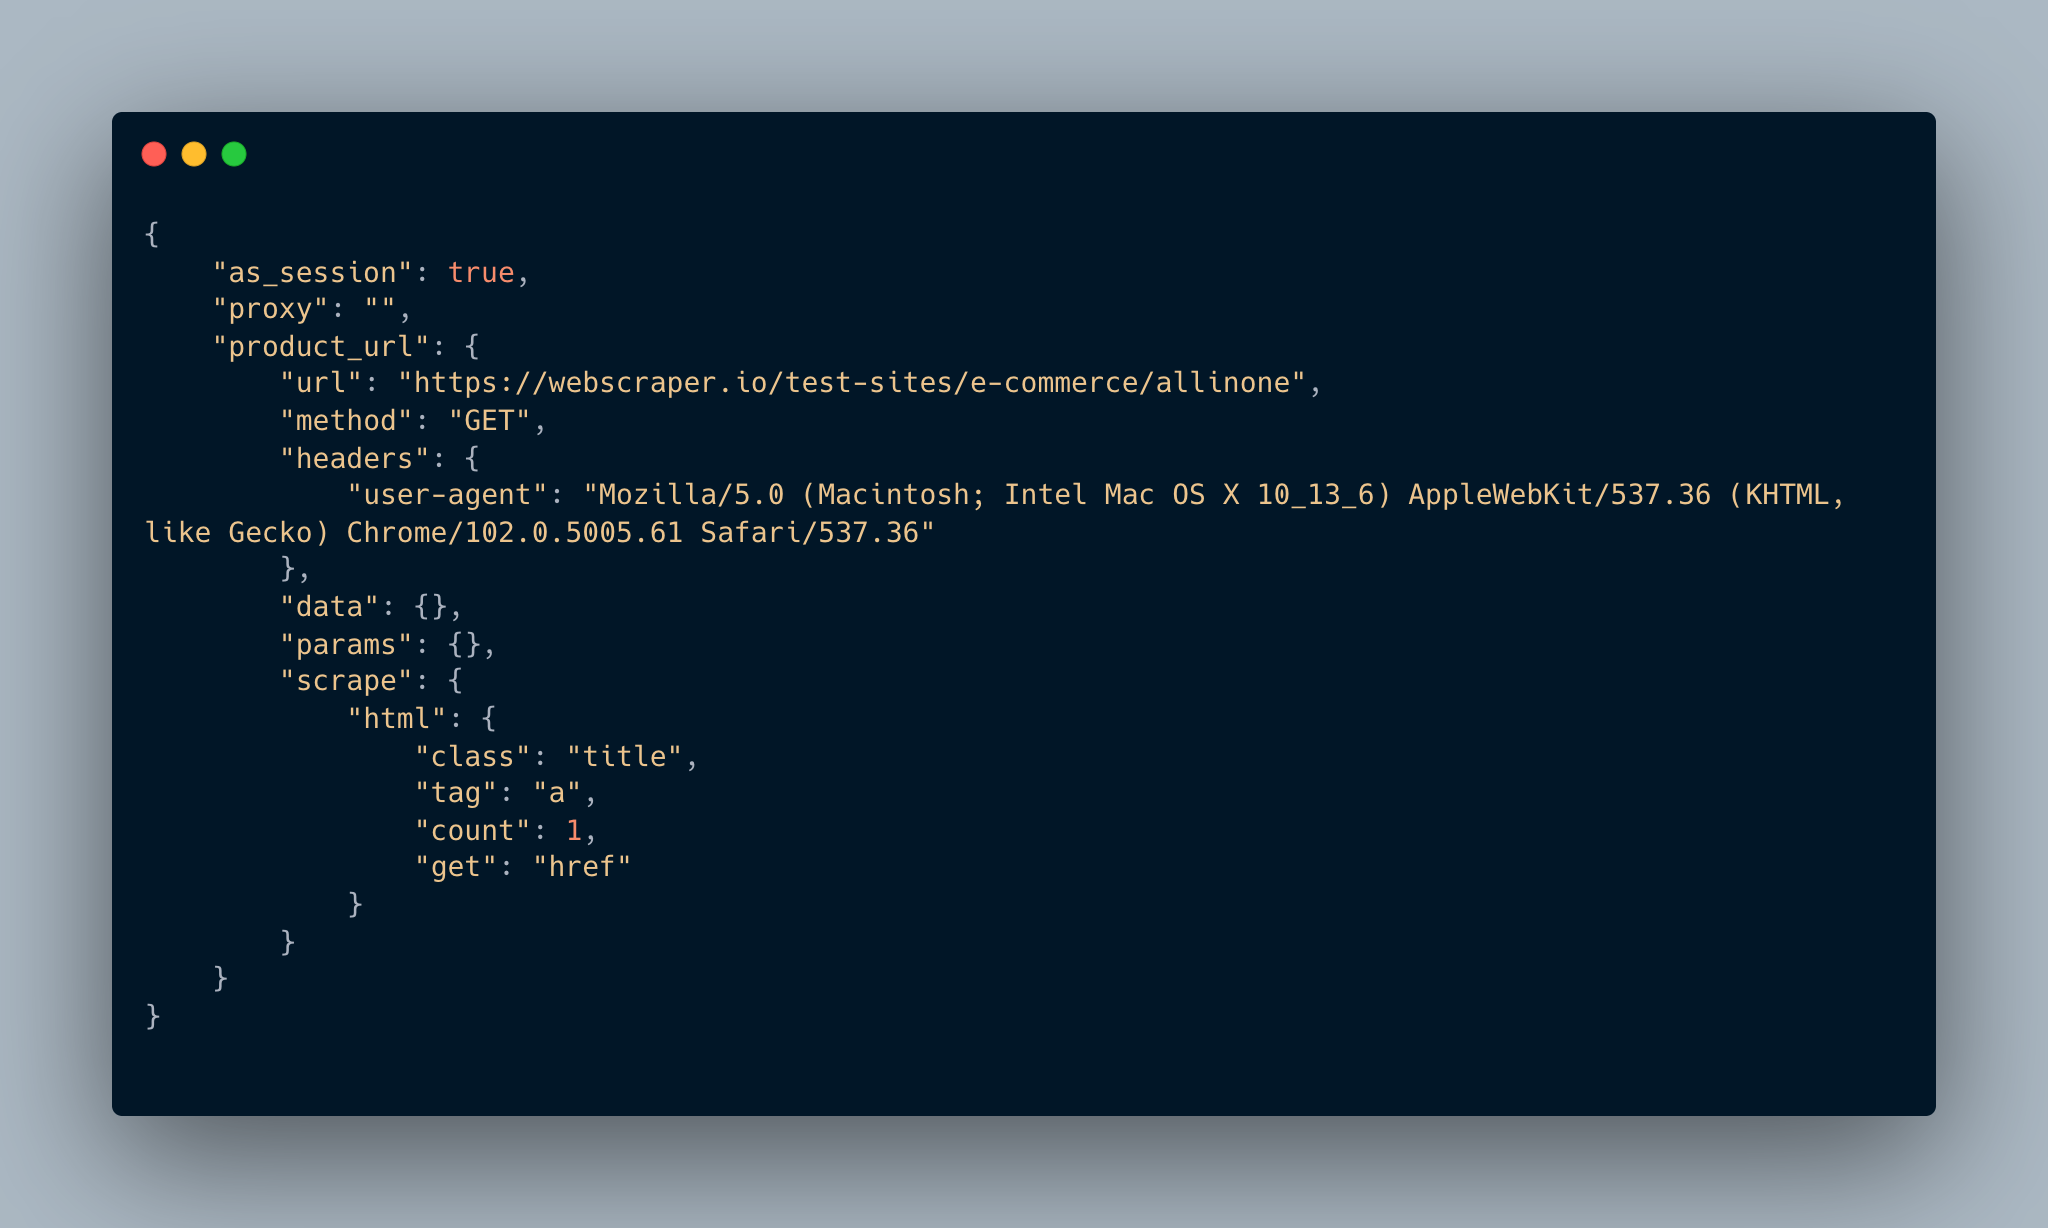 {
    "as_session": true,
    "proxy": "",
    "product_url": {
        "url": "https://webscraper.io/test-sites/e-commerce/allinone",
        "method": "GET",
        "headers": {
            "user-agent": "Mozilla/5.0 (Macintosh; Intel Mac OS X 10_13_6) AppleWebKit/537.36 (KHTML,
like Gecko) Chrome/102.0.5005.61 Safari/537.36"
        },
        "data": {},
        "params": {},
        "scrape": {
            "html": {
                "class": "title",
                "tag": "a",
                "count": 1,
                "get": "href"
            }
        }
    }
}